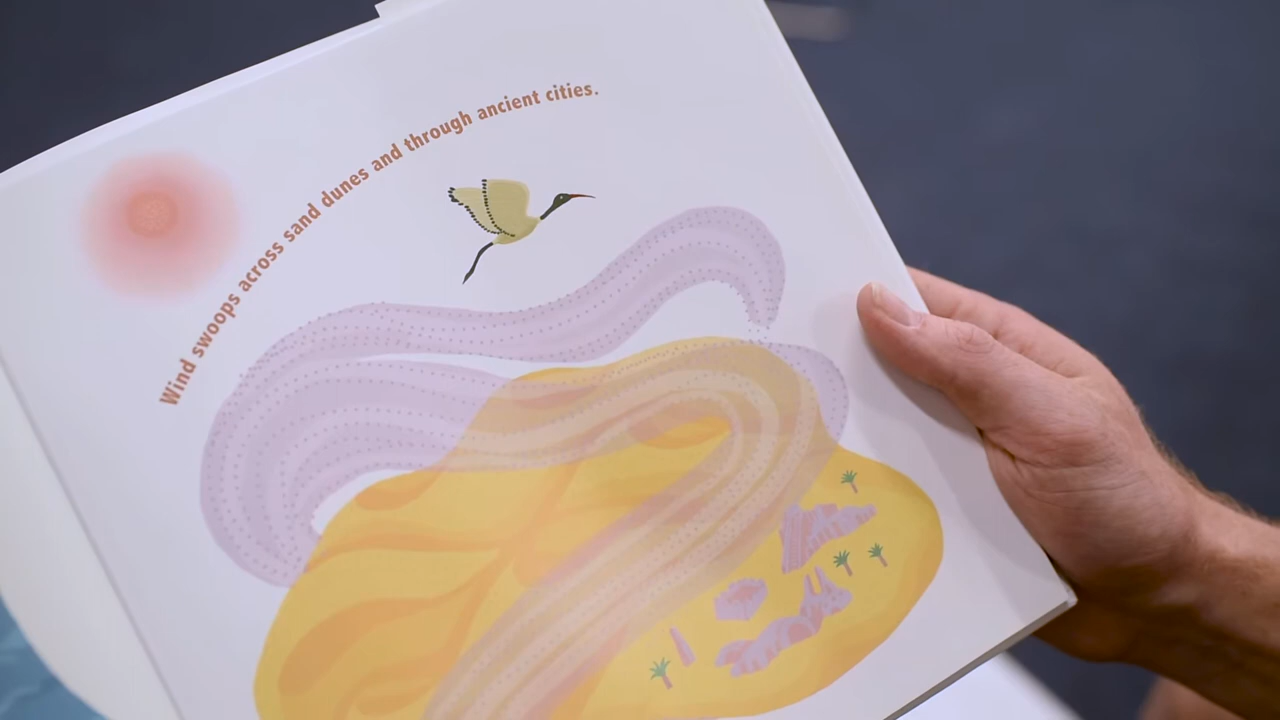 Wind swoops across sand dunes and through ancient cities.